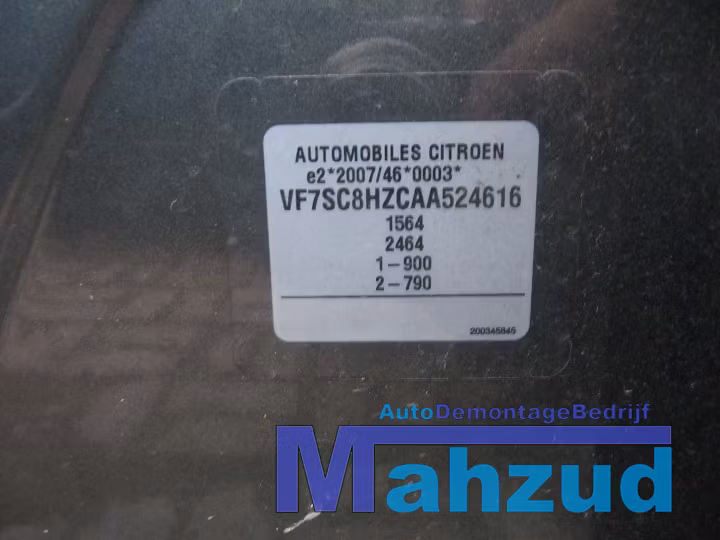 AUTOMOBILES CITROEN
e2*2007/46*0003*
VF7SC8HZCAA524616
1564
2464
1-900
2-790
200345845
AutoDemontageBedrijf
Mahzud